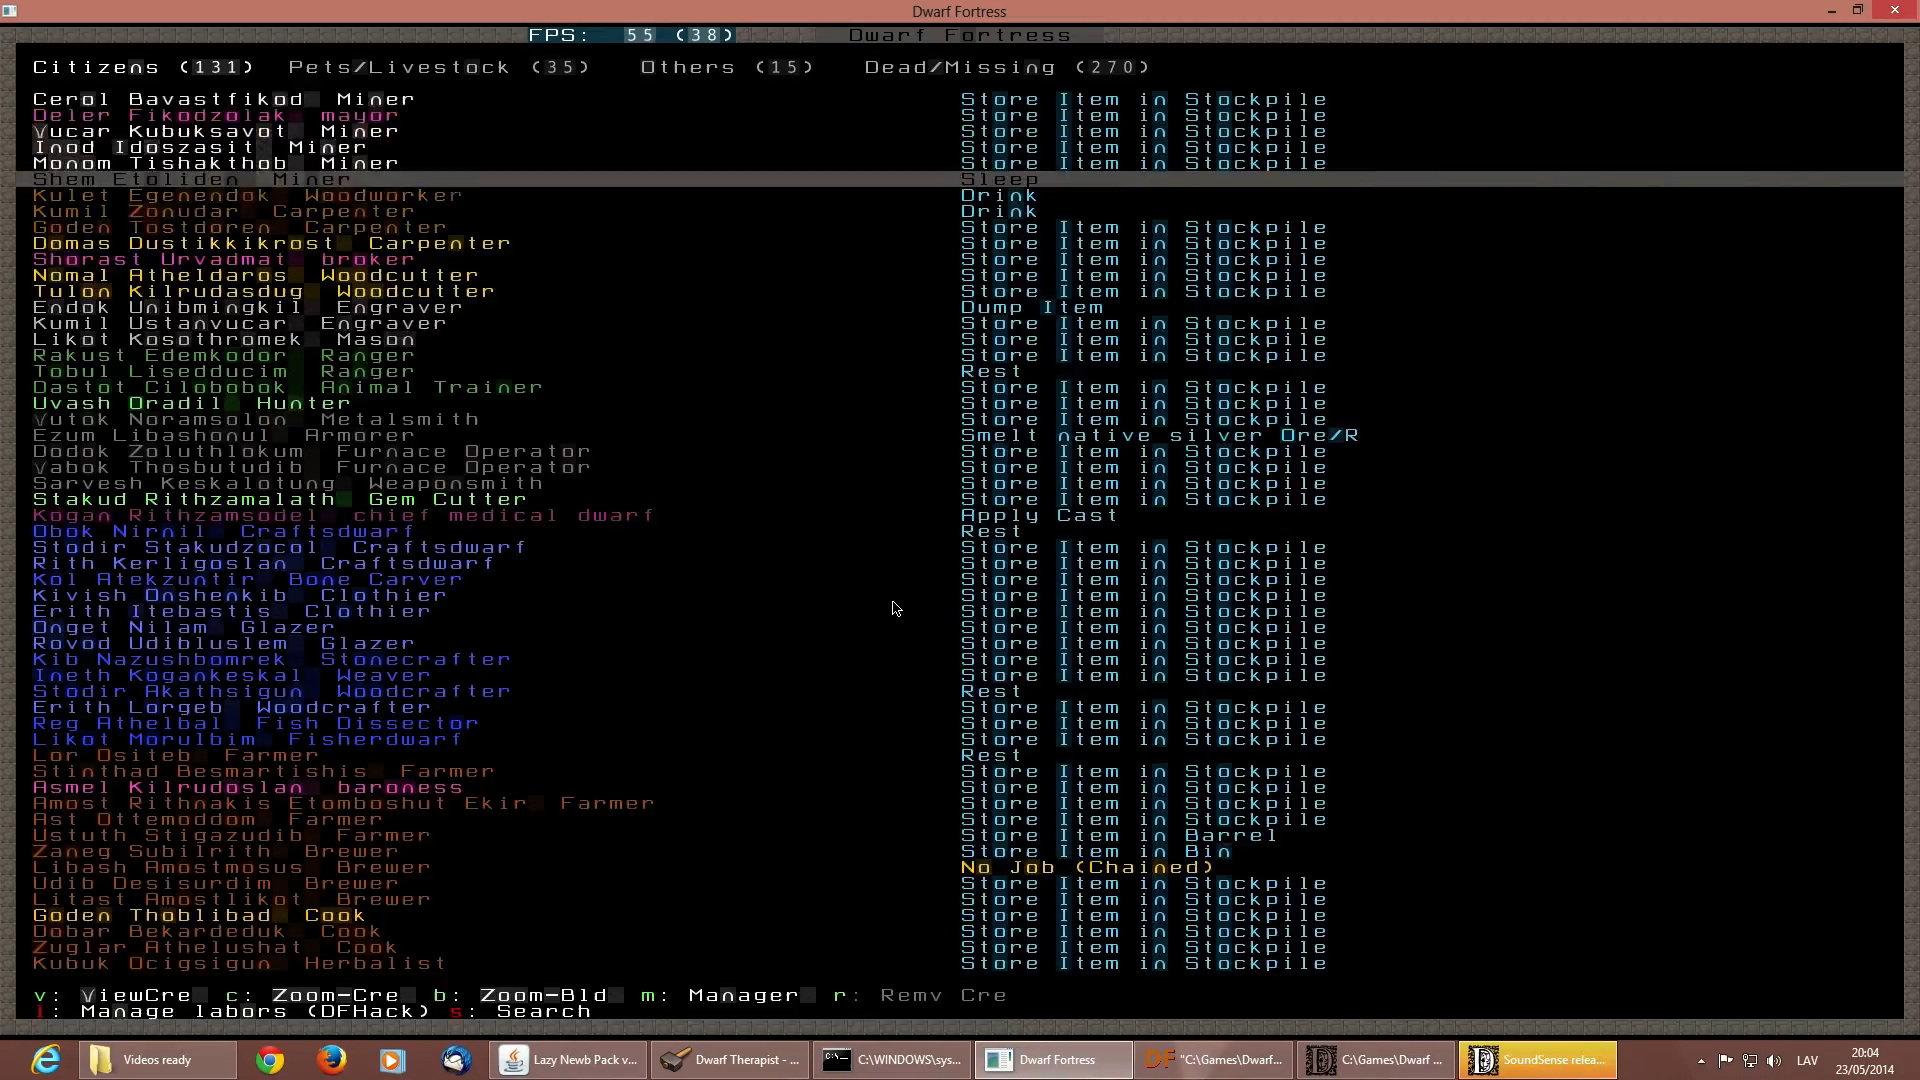 Dwarf Fortress
FPS: 55 (38) Dwarf Fortress
Citizens (131) Pets/Livestock (35) Others (15) Dead/Missing (270)
Cerol Bavastfikod Miner Store Item in Stockpile
Deler Fikodzolak mayor Store Item in Stockpile
Vucar Kubuksavot Miner Store Item in Stockpile
Inod Idoszasit Miner Store Item in Stockpile
Monom Tishakthob Miner Store Item in Stockpile
Shem Etoliden Miner Sleep
Kulet Egenendok Woodworker Drink
Kumil Zonudar Carpenter Drink
Goden Tostdoren Carpenter Store Item in Stockpile
Domas Dustikkikrost Carpenter Store Item in Stockpile
Shorast Urvadmat broker Store Item in Stockpile
Nomal Atheldaros Woodcutter Store Item in Stockpile
Tulon Kilrudasdug Woodcutter Store Item in Stockpile
Endok Unibmingkil Engraver Dump Item
Kumil Ustanvucar Engraver Store Item in Stockpile
Likot Kosothromek Mason Store Item in Stockpile
Rakust Edemkodor Ranger Store Item in Stockpile
Tobul Lisedducim Ranger Rest
Dastot Cilobobok Animal Trainer Store Item in Stockpile
Uvash Oradil Hunter Store Item in Stockpile
Vutok Noramsolon Metalsmith Store Item in Stockpile
Ezum Libashonul Armorer Smelt native silver Ore/R
Dodok Zoluthlokum Furnace Operator Store Item in Stockpile
Vabok Thosbutudib Furnace Operator Store Item in Stockpile
Sarvesh Keskalotung Weaponsmith Store Item in Stockpile
Stakud Rithzamalath Gem Cutter Store Item in Stockpile
Kogan Rithzamsodel chief medical dwarf Apply Cast
Obok Nirnil Craftsdwarf Rest
Stodir Stakudzocol Craftsdwarf Store Item in Stockpile
Rith Kerligoslan Craftsdwarf Store Item in Stockpile
Kol Atekzuntir Bone Carver Store Item in Stockpile
Kivish Onshenkib Clothier Store Item in Stockpile
Erith Itebastis Clothier Store Item in Stockpile
Onget Nilam Glazer Store Item in Stockpile
Rovod Udibluslem Glazer Store Item in Stockpile
Kib Nazushbomrek Stonecrafter Store Item in Stockpile
Ineth Kogankeskal Weaver Store Item in Stockpile
Stodir Akathsigun Woodcrafter Rest
Erith Lorgeb Woodcrafter Store Item in Stockpile
Reg Athelbal Fish Dissector Store Item in Stockpile
Likot Morulbim Fisherdwarf Store Item in Stockpile
Lor Ositeb Farmer Rest
Stinthad Besmartishis Farmer Store Item in Stockpile
Asmel Kilrudoslan baroness Store Item in Stockpile
Amost Rithnakis Etomboshut Ekir Farmer Store Item in Stockpile
Ast Ottemoddom Farmer Store Item in Stockpile
Ustuth Stigazudib Farmer Store Item in Barrel
Zaneg Subilrith Brewer Store Item in Bin
Libash Amostmosus Brewer No Job (Chained)
Udib Desisurdim Brewer Store Item in Stockpile
Litast Amostlikot Brewer Store Item in Stockpile
Goden Thoblibad Cook Store Item in Stockpile
Dobar Bekardeduk Cook Store Item in Stockpile
Zuglar Athelushat Cook Store Item in Stockpile
Kubuk Ocigsigun Herbalist Store Item in Stockpile
v: ViewCre c: Zoom-Cre b: Zoom-Bld m: Manager r: Remv Cre
l: Manage labors (DFHack) s: Search
Videos ready Lazy Newb Pack v... Dwarf Therapist - ... C:\WINDOWS\sys... Dwarf Fortress "C:\Games\Dwarf... C:\Games\Dwarf ... SoundSense relea... LAV 20:04
23/05/2014